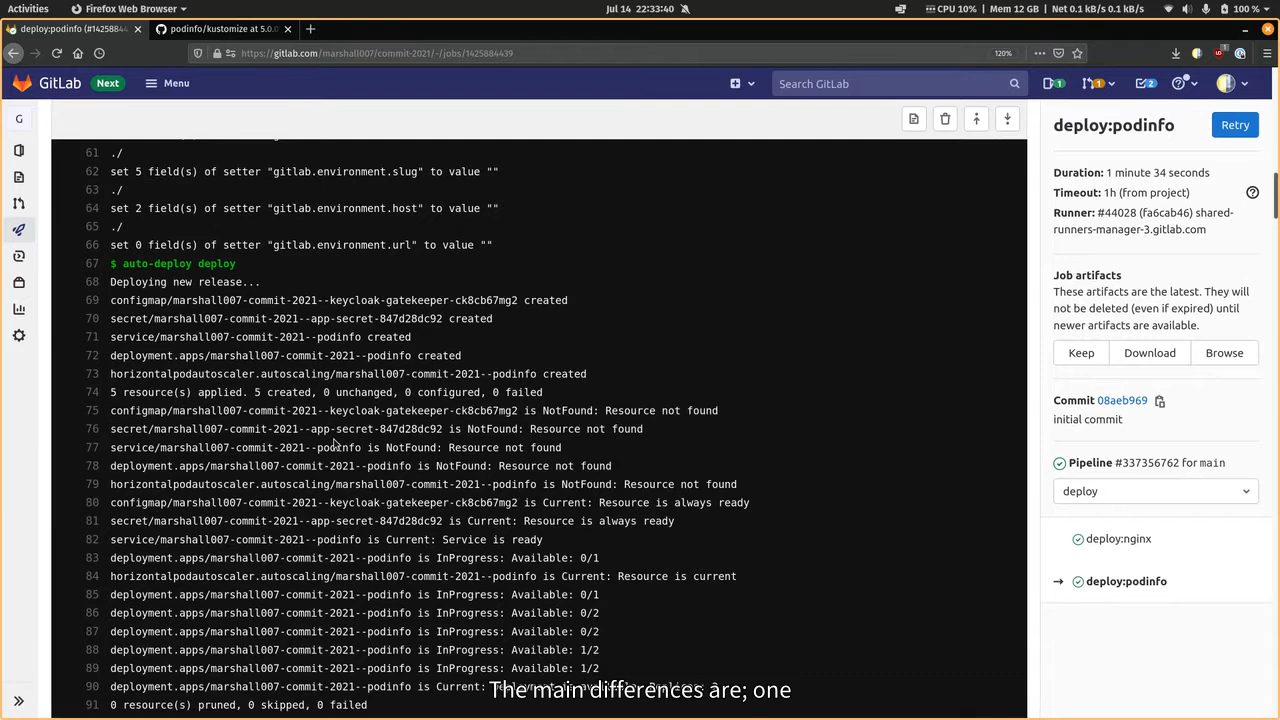 Activities
Firefox Web Browser
Jul 14 22:33:40
CPU 10%
Mem 12 GB
Net 0.1 kB/s 0.1 kB/s
100 %
deploy:podinfo (#14258844
podinfo/kustomize at 5.0.0
https://gitlab.com/marshall007/commit-2021/-/jobs/1425884439
120%
GitLab
Next
Menu
Search GitLab
1
1
2
G
61 ./
62 set 5 field(s) of setter "gitlab.environment.slug" to value ""
63 ./
64 set 2 field(s) of setter "gitlab.environment.host" to value ""
65 ./
66 set 0 field(s) of setter "gitlab.environment.url" to value ""
67 $ auto-deploy deploy
68 Deploying new release...
69 configmap/marshall007-commit-2021--keycloak-gatekeeper-ck8cb67mg2 created
70 secret/marshall007-commit-2021--app-secret-847d28dc92 created
71 service/marshall007-commit-2021--podinfo created
72 deployment.apps/marshall007-commit-2021--podinfo created
73 horizontalpodautoscaler.autoscaling/marshall007-commit-2021--podinfo created
74 5 resource(s) applied. 5 created, 0 unchanged, 0 configured, 0 failed
75 configmap/marshall007-commit-2021--keycloak-gatekeeper-ck8cb67mg2 is NotFound: Resource not found
76 secret/marshall007-commit-2021--app-secret-847d28dc92 is NotFound: Resource not found
77 service/marshall007-commit-2021--podinfo is NotFound: Resource not found
78 deployment.apps/marshall007-commit-2021--podinfo is NotFound: Resource not found
79 horizontalpodautoscaler.autoscaling/marshall007-commit-2021--podinfo is NotFound: Resource not found
80 configmap/marshall007-commit-2021--keycloak-gatekeeper-ck8cb67mg2 is Current: Resource is always ready
81 secret/marshall007-commit-2021--app-secret-847d28dc92 is Current: Resource is always ready
82 service/marshall007-commit-2021--podinfo is Current: Service is ready
83 deployment.apps/marshall007-commit-2021--podinfo is InProgress: Available: 0/1
84 horizontalpodautoscaler.autoscaling/marshall007-commit-2021--podinfo is Current: Resource is current
85 deployment.apps/marshall007-commit-2021--podinfo is InProgress: Available: 0/1
86 deployment.apps/marshall007-commit-2021--podinfo is InProgress: Available: 0/2
87 deployment.apps/marshall007-commit-2021--podinfo is InProgress: Available: 0/2
88 deployment.apps/marshall007-commit-2021--podinfo is InProgress: Available: 1/2
89 deployment.apps/marshall007-commit-2021--podinfo is InProgress: Available: 1/2
90 deployment.apps/marshall007-commit-2021--podinfo is Current:
91 0 resource(s) pruned, 0 skipped, 0 failed
The main differences are; one
deploy:podinfo
Retry
Duration: 1 minute 34 seconds
Timeout: 1h (from project)
Runner: #44028 (fa6cab46) shared-
runners-manager-3.gitlab.com
Job artifacts
These artifacts are the latest. They will
not be deleted (even if expired) until
newer artifacts are available.
Keep
Download
Browse
Commit 08aeb969
initial commit
Pipeline #337356762 for main
deploy
deploy:nginx
→ deploy:podinfo